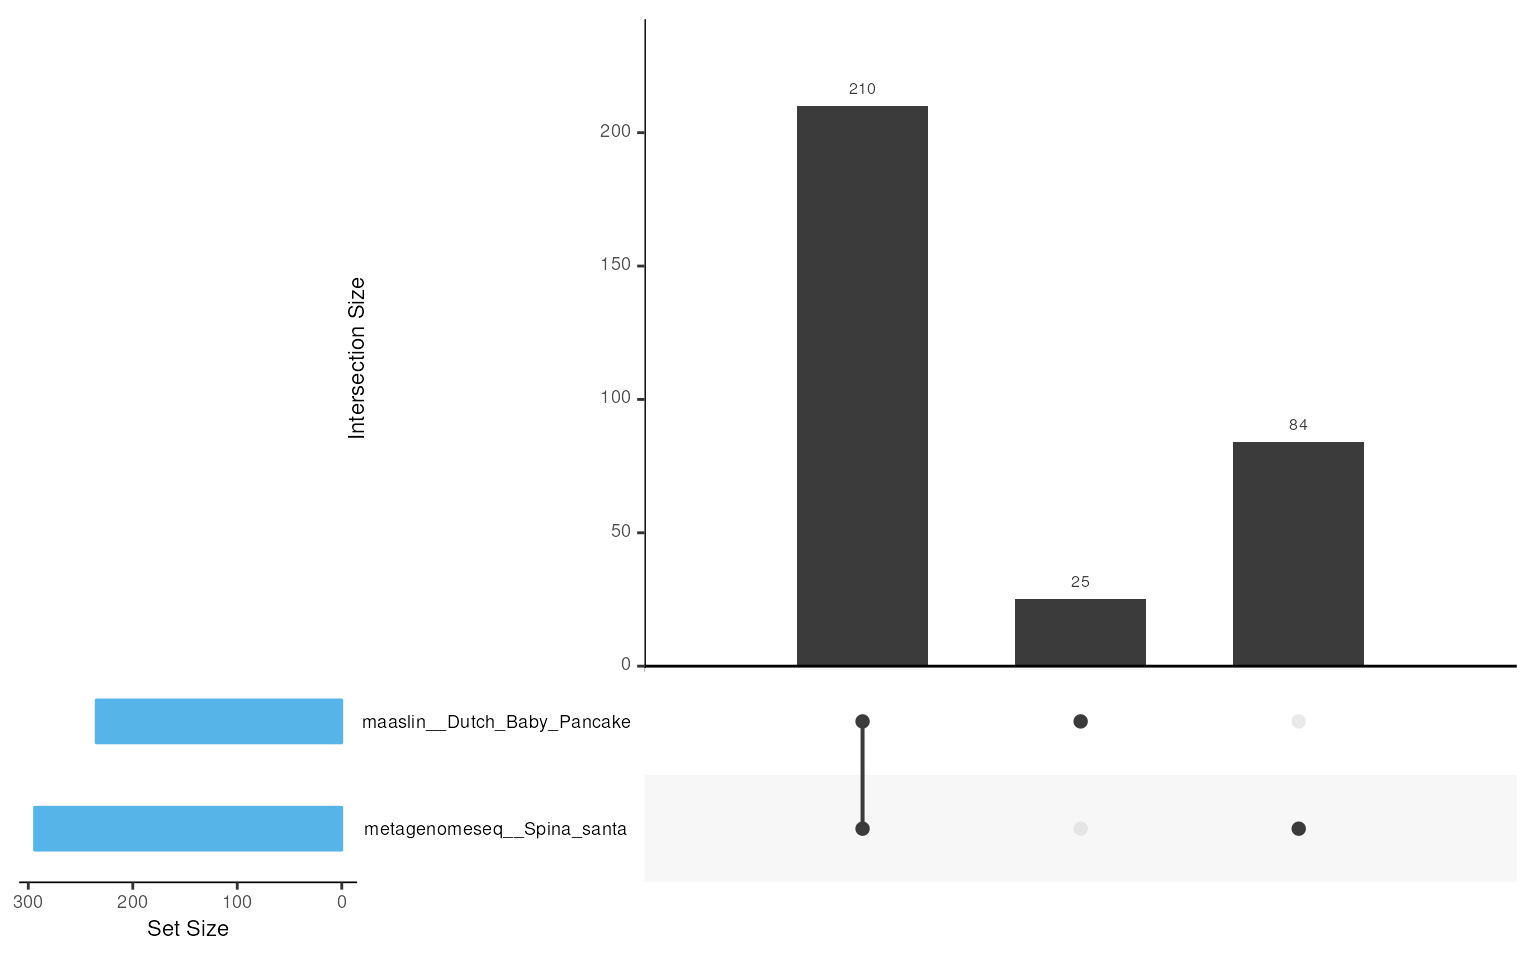 210
200
150
100
84
50
25
0
Intersection Size
maaslin__Dutch_Baby_Pancake
metagenomeseq__Spina_santa
300 200 100 0
Set Size